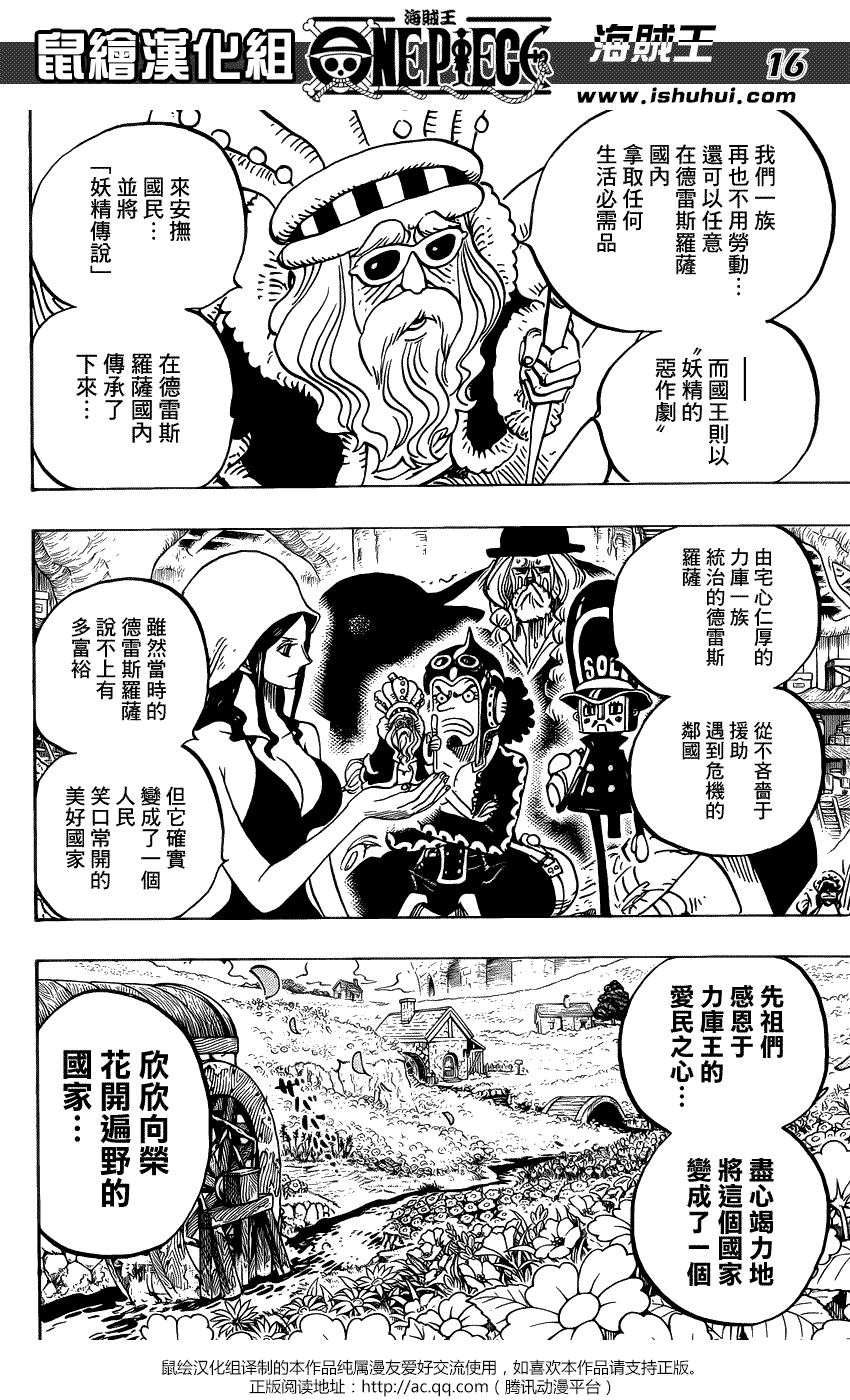 鼠繪漢化組
海賊王
ONE PIECE
海賊王
16
www.ishuhui.com
我們一族
再也不用勞動…
還可以任意
在德雷斯羅薩
國內
拿取任何
生活必需品
——
而國王則以
〝妖精的
惡作劇〞
來安撫
國民…
並將
「妖精傳說」
在德雷斯
羅薩國內
傳承了
下來…
由宅心仁厚的
力庫一族
統治的德雷斯
羅薩
從不吝嗇于
援助
遇到危機的
鄰國
雖然當時的
德雷斯羅薩
說不上有
多富裕
但它確實
變成了一個
人民
笑口常開的
美好國家
SOL
先祖們
感恩于
力庫王的
愛民之心…
盡心竭力地
將這個國家
變成了一個
欣欣向榮
花開遍野的
國家…
鼠绘汉化组译制的本作品纯属漫友爱好交流使用，如喜欢本作品请支持正版。
正版阅读地址：http://ac.qq.com（腾讯动漫平台）